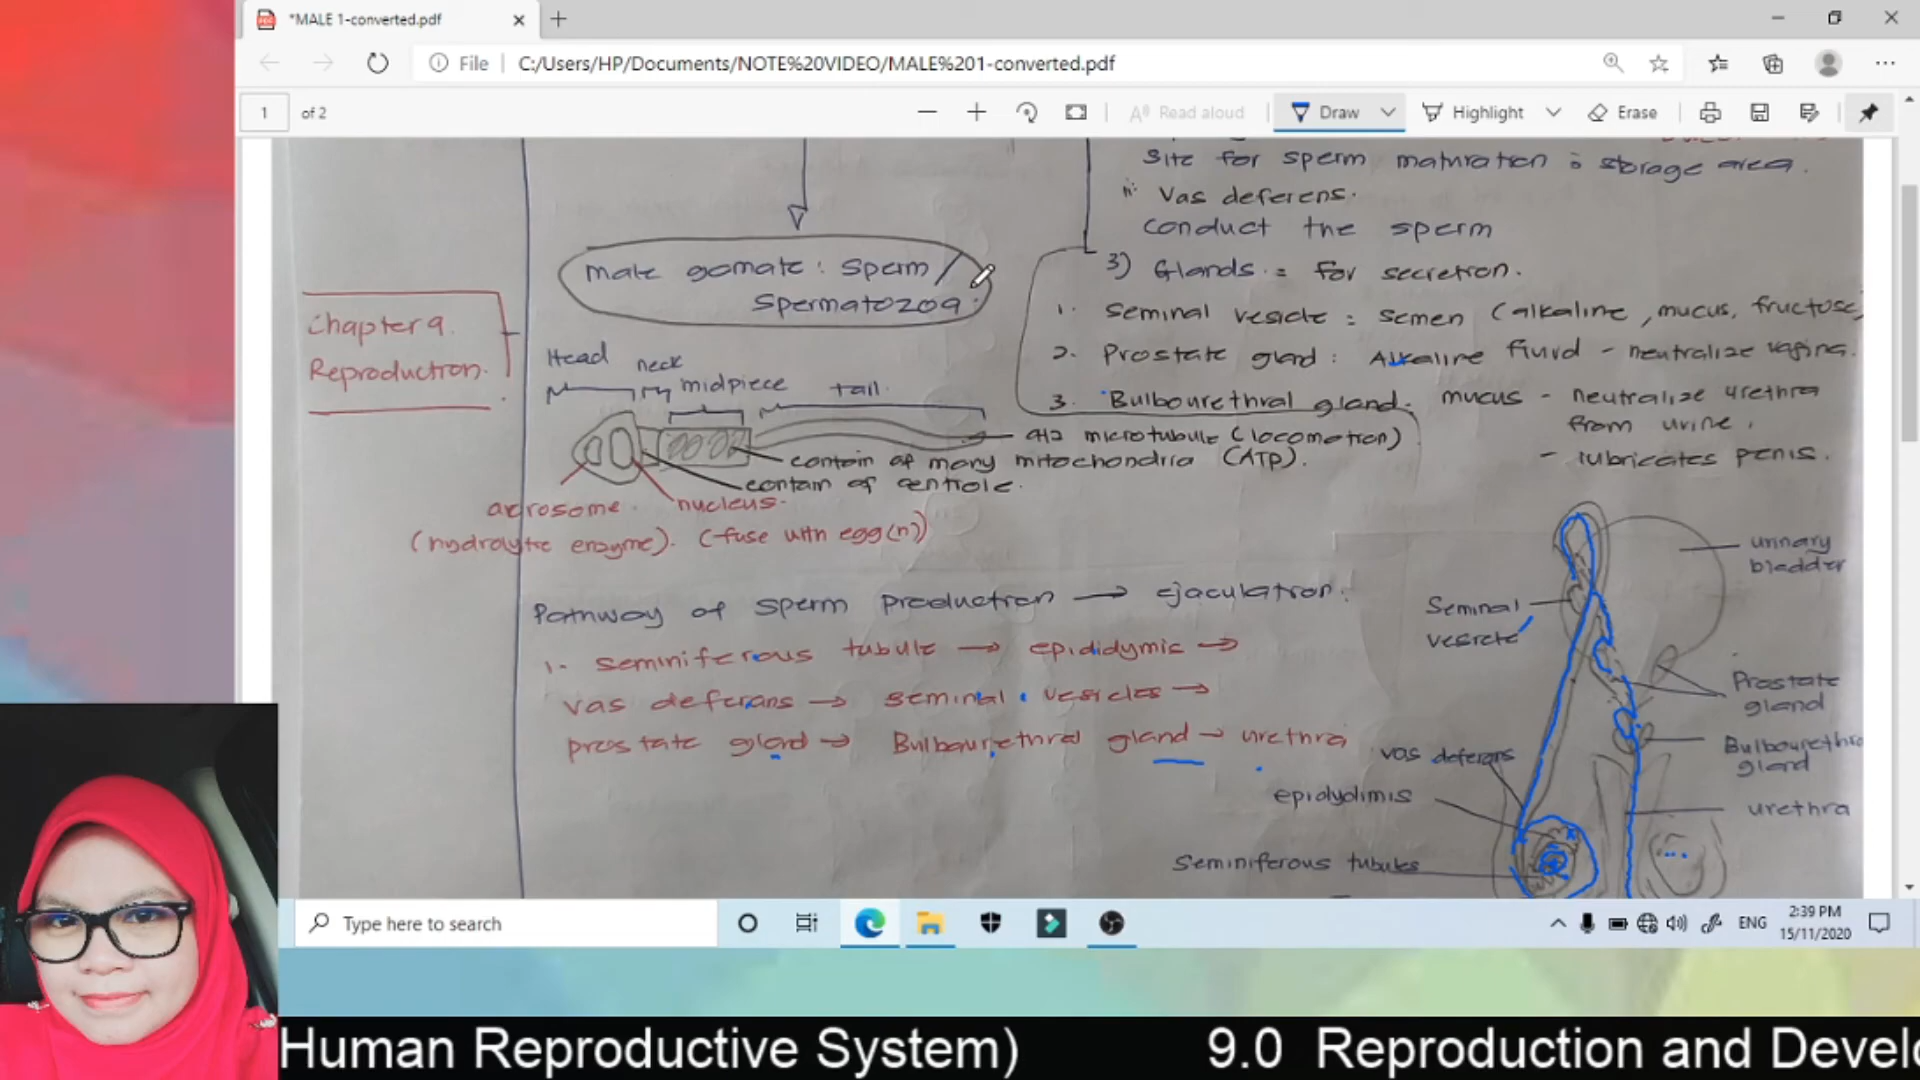 *MALE 1-converted.pdf
File C:/Users/HP/Documents/NOTE%20VIDEO/MALE%201-converted.pdf
1 of 2 Read aloud Draw Highlight Erase
Site for sperm maturation : storage area.
Vas deferens.
Conduct the sperm
3) Glands : for secretion.
1. Seminal vesicle : semen (alkaline, mucus, fructose,
2. Prostate gland : Alkaline fluid - neutralize vagina.
3. Bulbourethral gland. mucus - neutralize urethra
from urine,
- lubricates penis.
male gamate : sperm /
Spermatozoa.
Chapter 9.
Reproduction.
Head neck midpiece tail
9+2 microtubule (locomotion)
contain of many mitochondria (ATP).
contain of centriole.
acrosome. nucleus.
(hydrolytic enzyme). (fuse with egg (n))
Pathway of sperm production → ejaculation.
1. seminiferous tubule → epididymis →
vas deferans → seminal vesicles →
prostate gland → Bulbourethral gland → urethra
urinary
bladder
Seminal
vesicle
Prostate
gland
Bulbourethra
gland
vas deferans
epidydimis
urethra
Seminiferous tubules
Type here to search
ENG
2:39 PM
15/11/2020
Human Reproductive System) 9.0 Reproduction and Develo